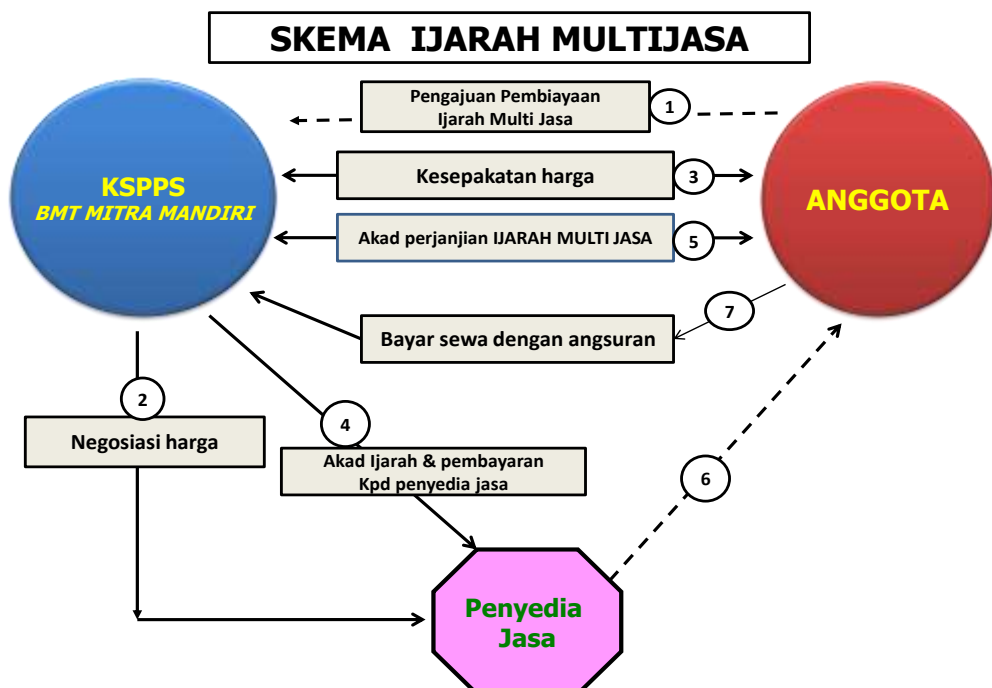 SKEMA IJARAH MULTIJASA
Pengajuan Pembiayaan
Ijarah Multi Jasa
1
KSPPS
BMT MITRA MANDIRI
Kesepakatan harga
3
ANGGOTA
Akad perjanjian IJARAH MULTI JASA
5
Bayar sewa dengan angsuran
7
2
Negosiasi harga
4
Akad Ijarah & pembayaran
Kpd penyedia jasa
6
Penyedia
Jasa